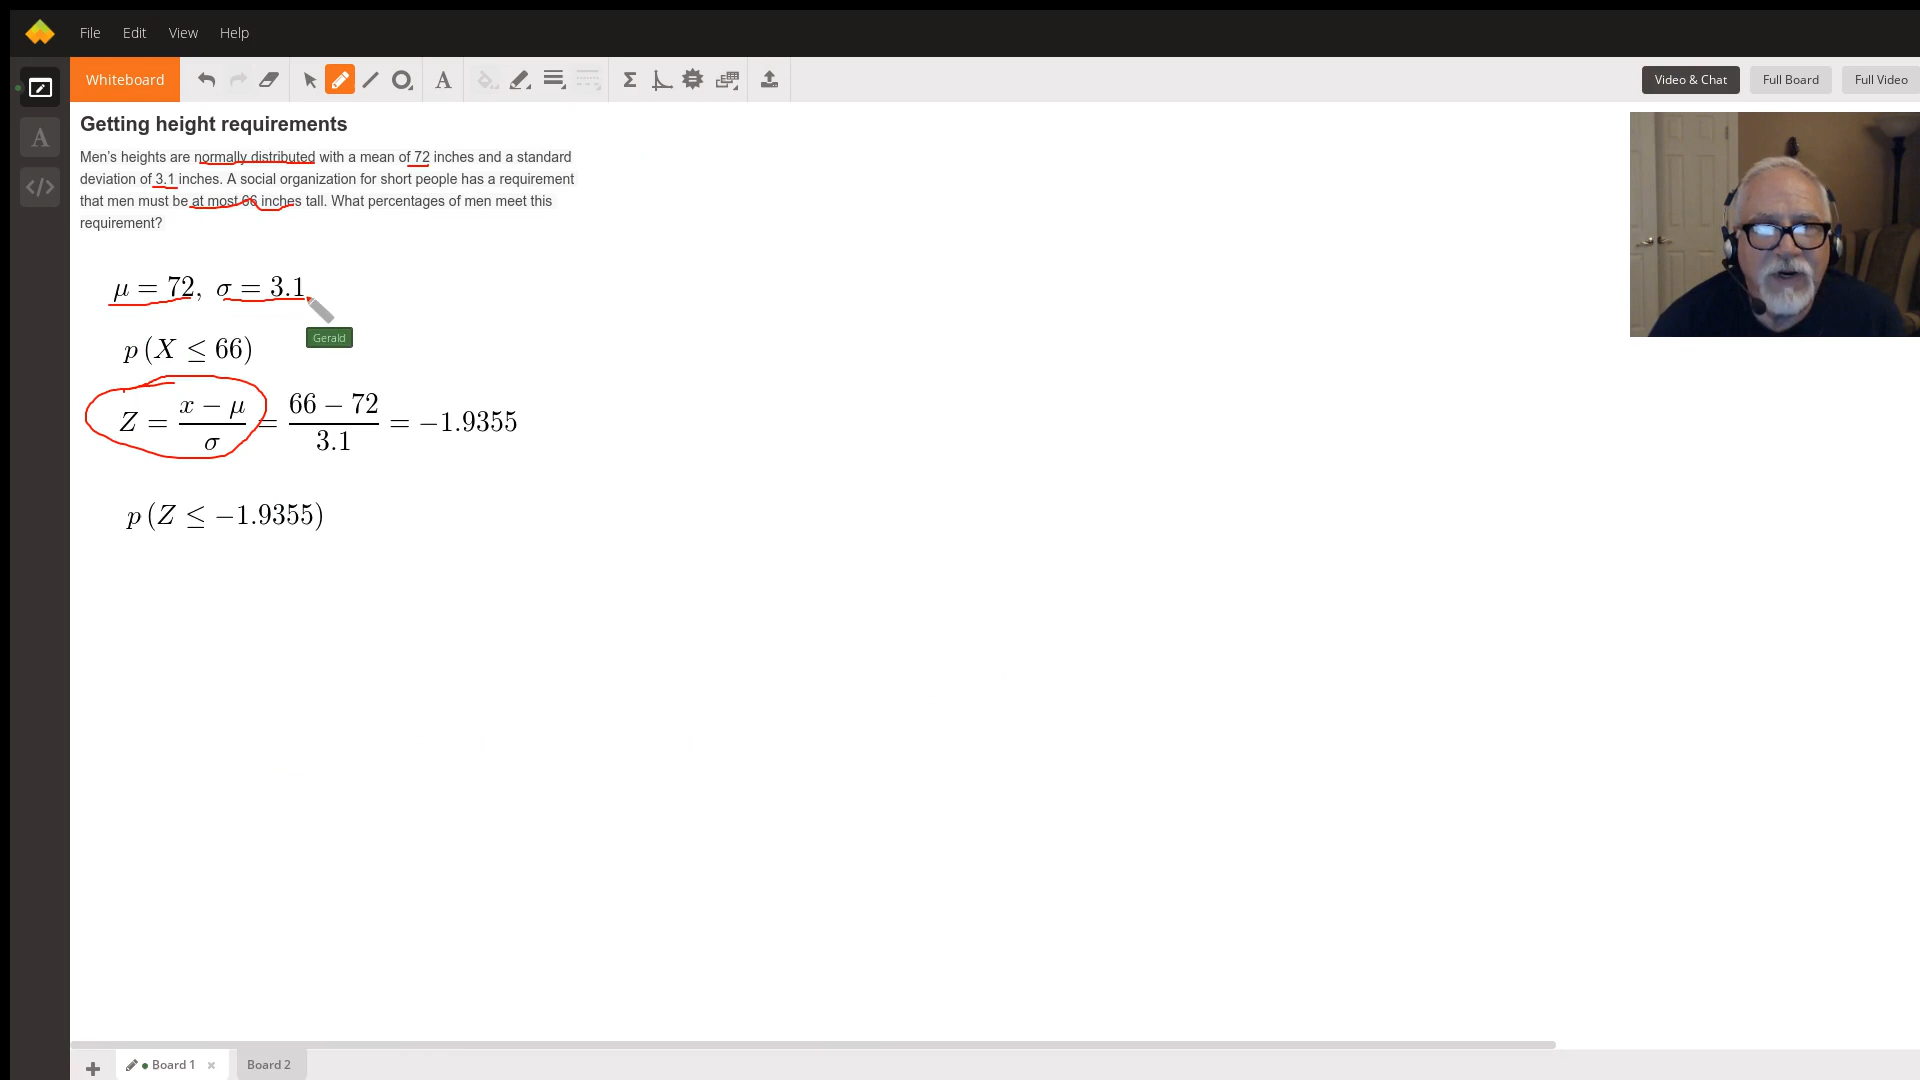 File Edit View Help
Whiteboard
Video & Chat Full Board Full Video
Getting height requirements
Men's heights are normally distributed with a mean of 72 inches and a standard
deviation of 3.1 inches. A social organization for short people has a requirement
that men must be at most 66 inches tall. What percentages of men meet this
requirement?
μ = 72, σ = 3.1
Gerald
p (X ≤ 66)
Z = (x − μ)/σ = (66 − 72)/3.1 = −1.9355
p (Z ≤ −1.9355)
Board 1 Board 2